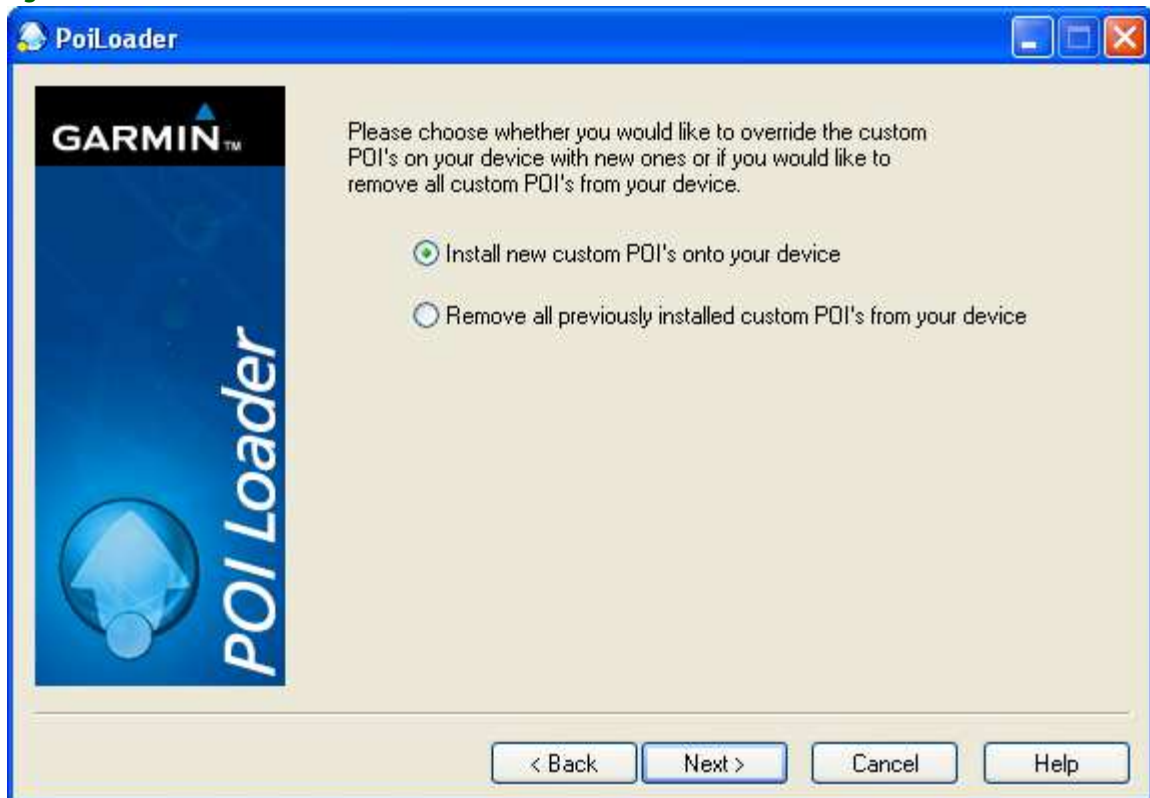 PoiLoader
GARMIN™
POI Loader
Please choose whether you would like to override the custom
POI's on your device with new ones or if you would like to
remove all custom POI's from your device.
Install new custom POI's onto your device
Remove all previously installed custom POI's from your device
< Back
Next >
Cancel
Help